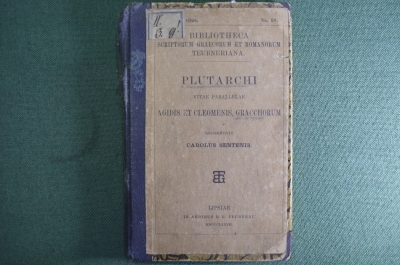 BIBLIOTHECA
SCRIPTORUM GRAECORUM ET ROMANORUM
TEUBNERIANA
PLUTARCHI
VITAE PARALLELAE
AGIDIS ET CLEOMENIS, GRACCHORUM
RECOGNOVIT
CAROLUS SINTENIS
LIPSIAE
IN AEDIBUS B. G. TEUBNERI